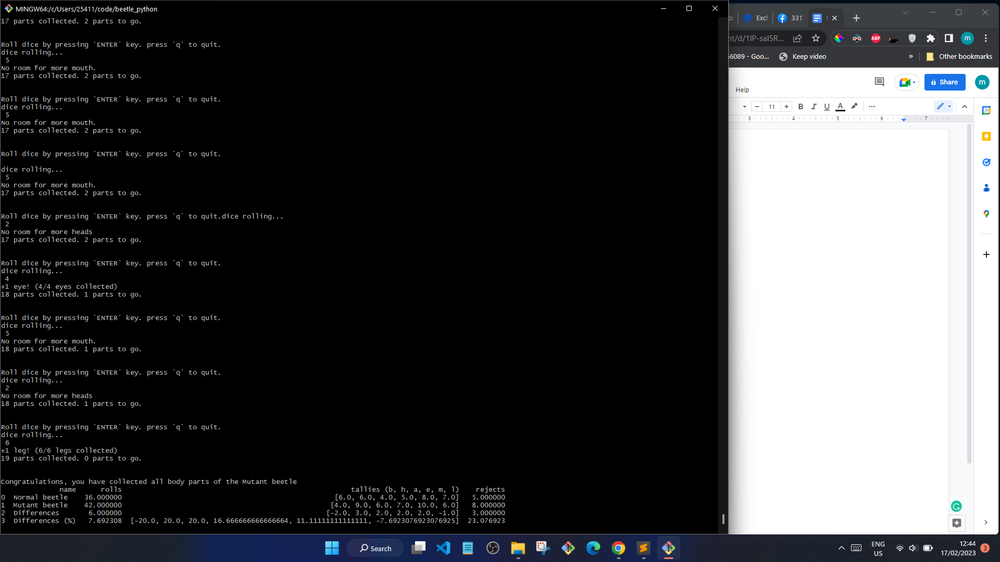 MINGW64:/c/Users/25411/code/beetle_python
17 parts collected. 2 parts to go.
Roll dice by pressing `ENTER` key. press `q` to quit.
dice rolling...
5
No room for more mouth.
17 parts collected. 2 parts to go.
Roll dice by pressing `ENTER` key. press `q` to quit.
dice rolling...
5
No room for more mouth.
17 parts collected. 2 parts to go.
Roll dice by pressing `ENTER` key. press `q` to quit.
dice rolling...
5
No room for more mouth.
17 parts collected. 2 parts to go.
Roll dice by pressing `ENTER` key. press `q` to quit.dice rolling...
2
No room for more heads
17 parts collected. 2 parts to go.
Roll dice by pressing `ENTER` key. press `q` to quit.
dice rolling...
4
+1 eye! (4/4 eyes collected)
18 parts collected. 1 parts to go.
Roll dice by pressing `ENTER` key. press `q` to quit.
dice rolling...
5
No room for more mouth.
18 parts collected. 1 parts to go.
Roll dice by pressing `ENTER` key. press `q` to quit.
dice rolling...
2
No room for more heads
18 parts collected. 1 parts to go.
Roll dice by pressing `ENTER` key. press `q` to quit.
dice rolling...
6
+1 leg! (6/6 legs collected)
19 parts collected. 0 parts to go.
Congratulations, you have collected all body parts of the Mutant beetle
name rolls tallies (b, h, a, e, m, l) rejects
0 Normal beetle 36.000000 [6.0, 6.0, 4.0, 5.0, 8.0, 7.0] 5.000000
1 Mutant beetle 42.000000 [4.0, 9.0, 6.0, 7.0, 10.0, 6.0] 8.000000
2 Differences 6.000000 [-2.0, 3.0, 2.0, 2.0, 2.0, -1.0] 3.000000
3 Differences (%) 7.692308 [-20.0, 20.0, 20.0, 16.666666666666664, 11.11111111111111, -7.6923076923076925] 23.076923
ca Exch 331
nt/d/1IP-saI5R...
ABP
m
66089 - Goo...
Keep video
»
Other bookmarks
Help
Share
m
11
B I U A
3 4 5 6 7
31
Search
ENG
US
12:44
17/02/2023
3